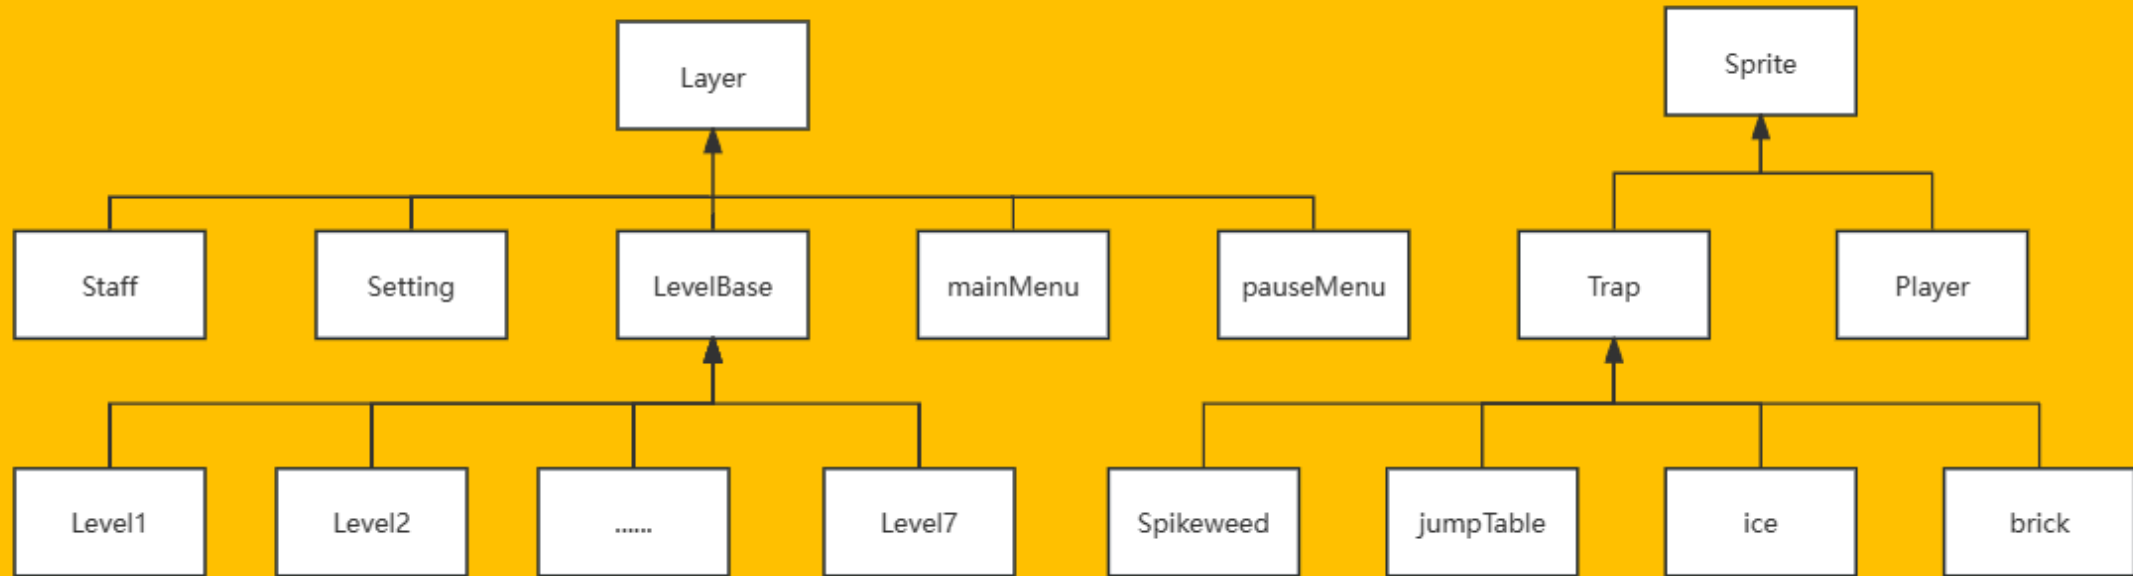 Layer
Sprite
Staff
Setting
LevelBase
mainMenu
pauseMenu
Trap
Player
Level1
Level2
......
Level7
Spikeweed
jumpTable
ice
brick